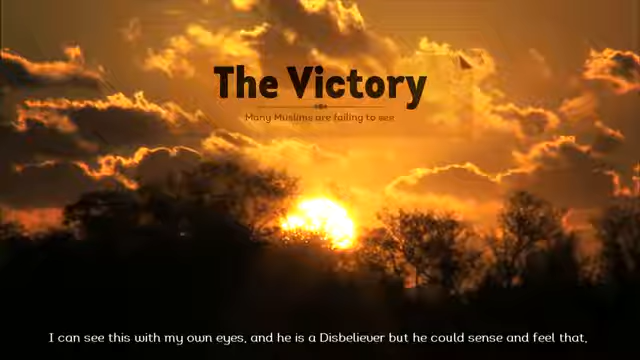 The Victory
Many Muslims are failing to see
I can see this with my own eyes, and he is a Disbeliever but he could sense and feel that,